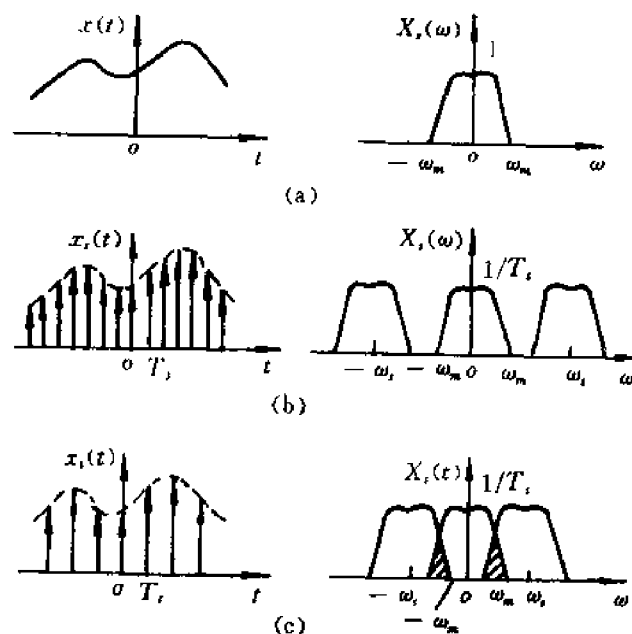 x(t)
X_s(ω)
1
o
t
− ω_m
o
ω_m
ω
(a)
x_s(t)
X_s(ω)
1/T_s
o
T_s
t
− ω_s
− ω_m
o
ω_m
ω_s
ω
(b)
x_s(t)
X_s(t)
1/T_s
o
T_s
t
− ω_s
o
ω_m
ω_s
ω
− ω_m
(c)